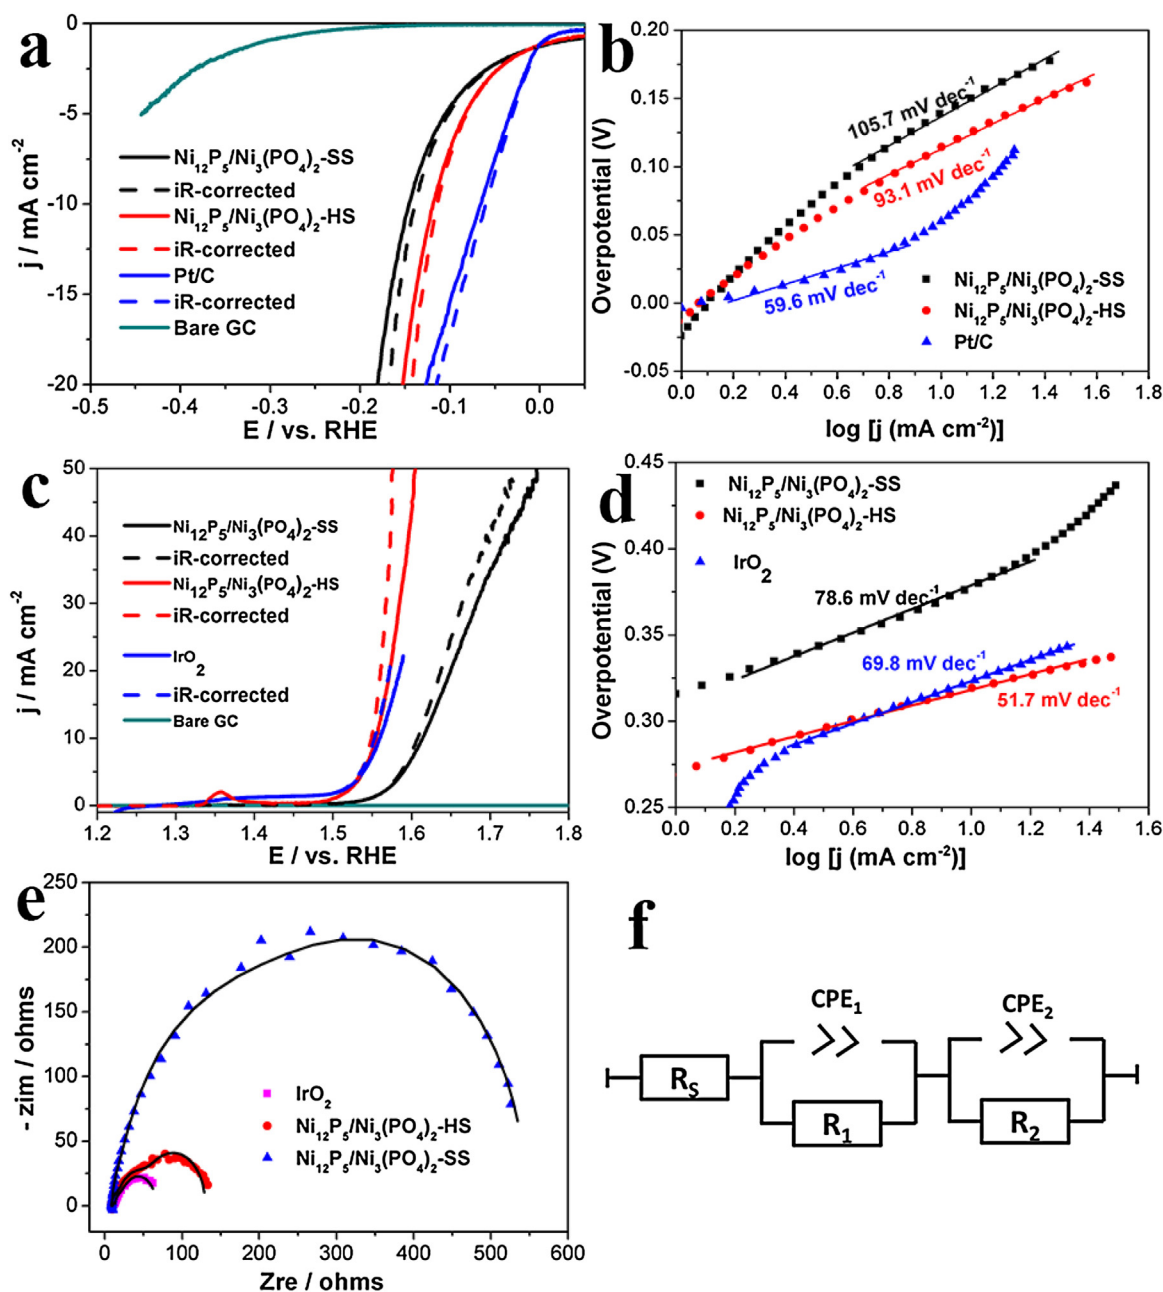 a
0
-5
-10
-15
-20
j / mA cm⁻²
Ni₁₂P₅/Ni₃(PO₄)₂-SS
iR-corrected
Ni₁₂P₅/Ni₃(PO₄)₂-HS
iR-corrected
Pt/C
iR-corrected
Bare GC
-0.5 -0.4 -0.3 -0.2 -0.1 0.0
E / vs. RHE
b
0.20
0.15
0.10
0.05
0.00
-0.05
Overpotential (V)
105.7 mV dec⁻¹
93.1 mV dec⁻¹
59.6 mV dec⁻¹
Ni₁₂P₅/Ni₃(PO₄)₂-SS
Ni₁₂P₅/Ni₃(PO₄)₂-HS
Pt/C
0.0 0.2 0.4 0.6 0.8 1.0 1.2 1.4 1.6 1.8
log [j (mA cm⁻²)]
c
50
40
30
20
10
0
j / mA cm⁻²
Ni₁₂P₅/Ni₃(PO₄)₂-SS
iR-corrected
Ni₁₂P₅/Ni₃(PO₄)₂-HS
iR-corrected
IrO₂
iR-corrected
Bare GC
1.2 1.3 1.4 1.5 1.6 1.7 1.8
E / vs. RHE
d
0.45
0.40
0.35
0.30
0.25
Overpotential (V)
Ni₁₂P₅/Ni₃(PO₄)₂-SS
Ni₁₂P₅/Ni₃(PO₄)₂-HS
IrO₂
78.6 mV dec⁻¹
69.8 mV dec⁻¹
51.7 mV dec⁻¹
0.0 0.2 0.4 0.6 0.8 1.0 1.2 1.4 1.6
log [j (mA cm⁻²)]
e
250
200
150
100
50
0
- zim / ohms
IrO₂
Ni₁₂P₅/Ni₃(PO₄)₂-HS
Ni₁₂P₅/Ni₃(PO₄)₂-SS
0 100 200 300 400 500 600
Zre / ohms
f
CPE₁ CPE₂
R_S
R₁ R₂